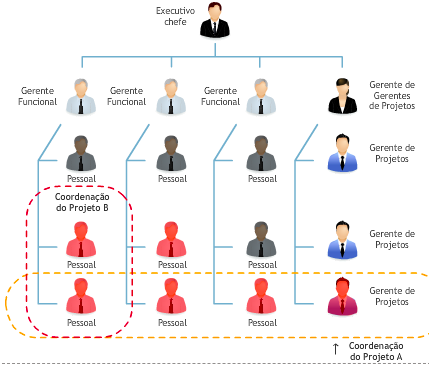 Executivo
chefe
Gerente
Funcional
Gerente
Funcional
Gerente
Funcional
Gerente de
Gerentes
de Projetos
Pessoal
Pessoal
Pessoal
Gerente de
Projetos
Coordenação
do Projeto B
Pessoal
Pessoal
Pessoal
Gerente de
Projetos
Pessoal
Pessoal
Pessoal
Gerente de
Projetos
↑ Coordenação
do Projeto A